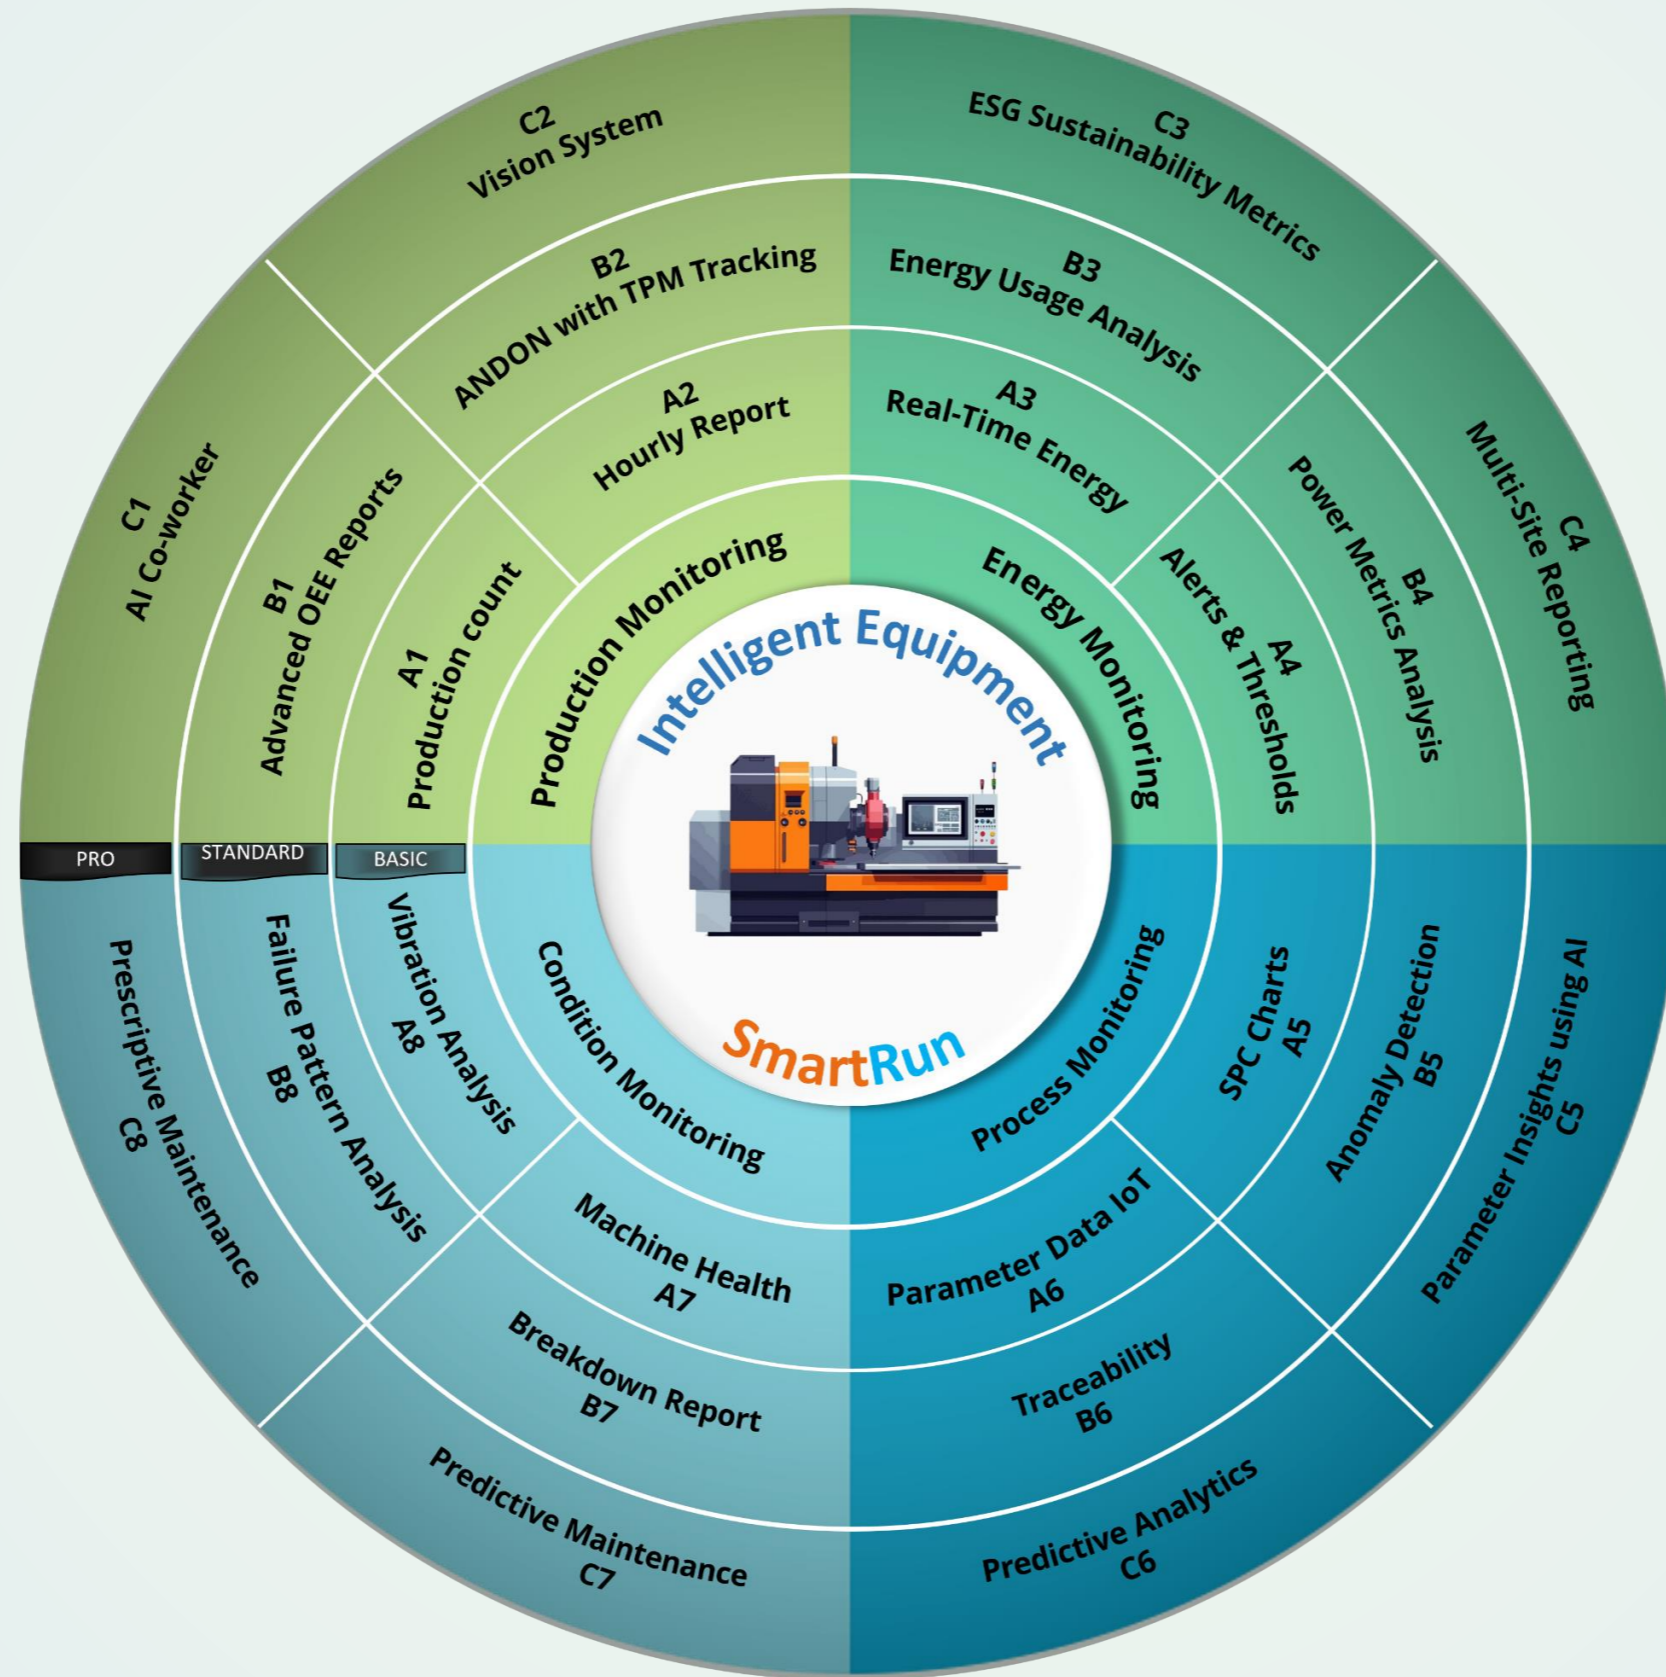 C2
Vision System
C3
ESG Sustainability Metrics
B2
ANDON with TPM Tracking
B3
Energy Usage Analysis
A2
Hourly Report
A3
Real-Time Energy
C1
AI Co-worker
B1
Advanced OEE Reports
A1
Production count
Production Monitoring
Energy Monitoring
A4
Alerts & Thresholds
B4
Power Metrics Analysis
C4
Multi-Site Reporting
Intelligent Equipment
PRO
STANDARD
BASIC
SmartRun
Condition Monitoring
Process Monitoring
Vibration Analysis
A8
Failure Pattern Analysis
B8
Prescriptive Maintenance
C8
SPC Charts
A5
Anomaly Detection
B5
Parameter Insights using AI
C5
Machine Health
A7
Parameter Data IoT
A6
Breakdown Report
B7
Traceability
B6
Predictive Maintenance
C7
Predictive Analytics
C6